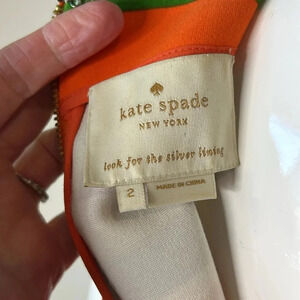 kate spade
NEW YORK
look for the silver lining
2
MADE IN CHINA